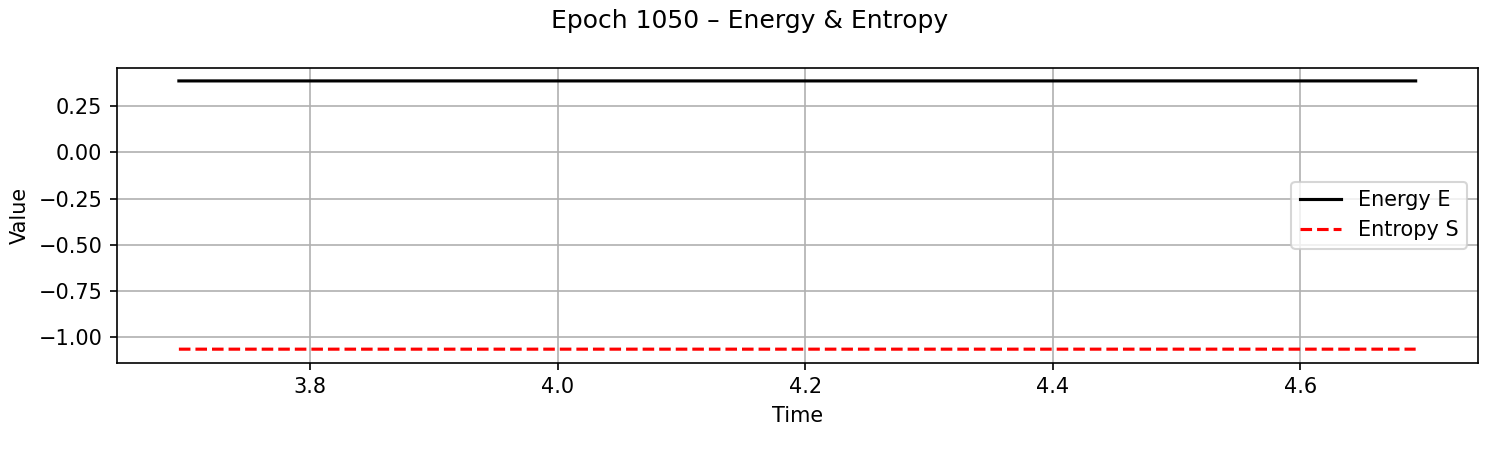 Epoch 1050 – Energy & Entropy
0.25
0.00
−0.25
−0.50
−0.75
−1.00
Value
Energy E
Entropy S
3.8 4.0 4.2 4.4 4.6
Time